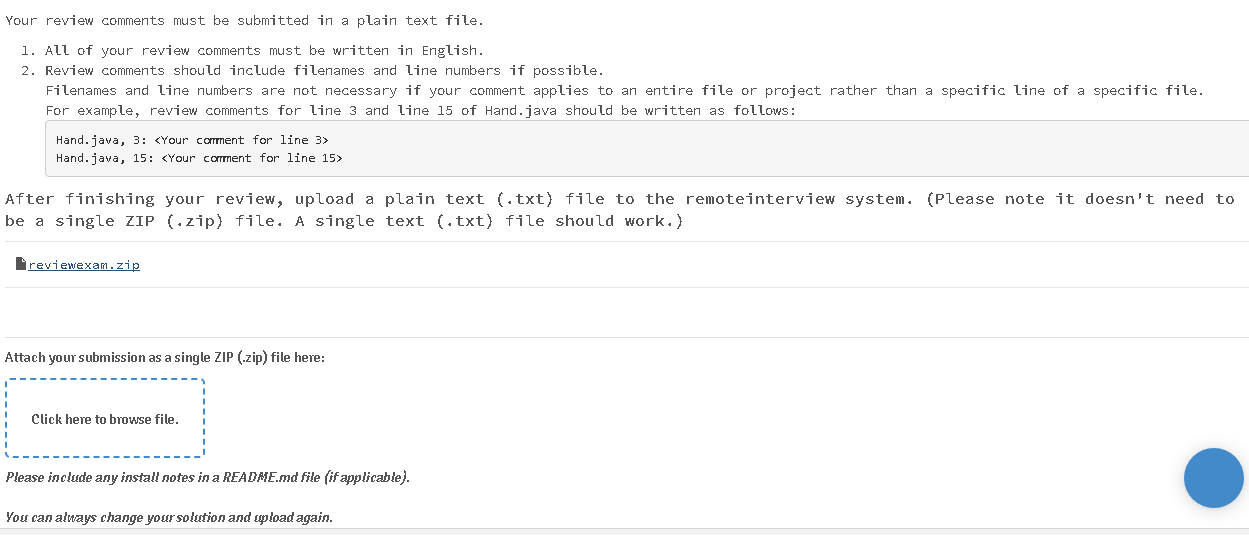 Your review comments must be submitted in a plain text file.
1. All of your review comments must be written in English.
2. Review comments should include filenames and line numbers if possible.
Filenames and line numbers are not necessary if your comment applies to an entire file or project rather than a specific line of a specific file.
For example, review comments for line 3 and line 15 of Hand.java should be written as follows:
Hand.java, 3: <Your comment for line 3>
Hand.java, 15: <Your comment for line 15>
After finishing your review, upload a plain text (.txt) file to the remoteinterview system. (Please note it doesn't need to
be a single ZIP (.zip) file. A single text (.txt) file should work.)
reviewexam.zip
Attach your submission as a single ZIP (.zip) file here:
Click here to browse file.
Please include any install notes in a README.md file (if applicable).
You can always change your solution and upload again.